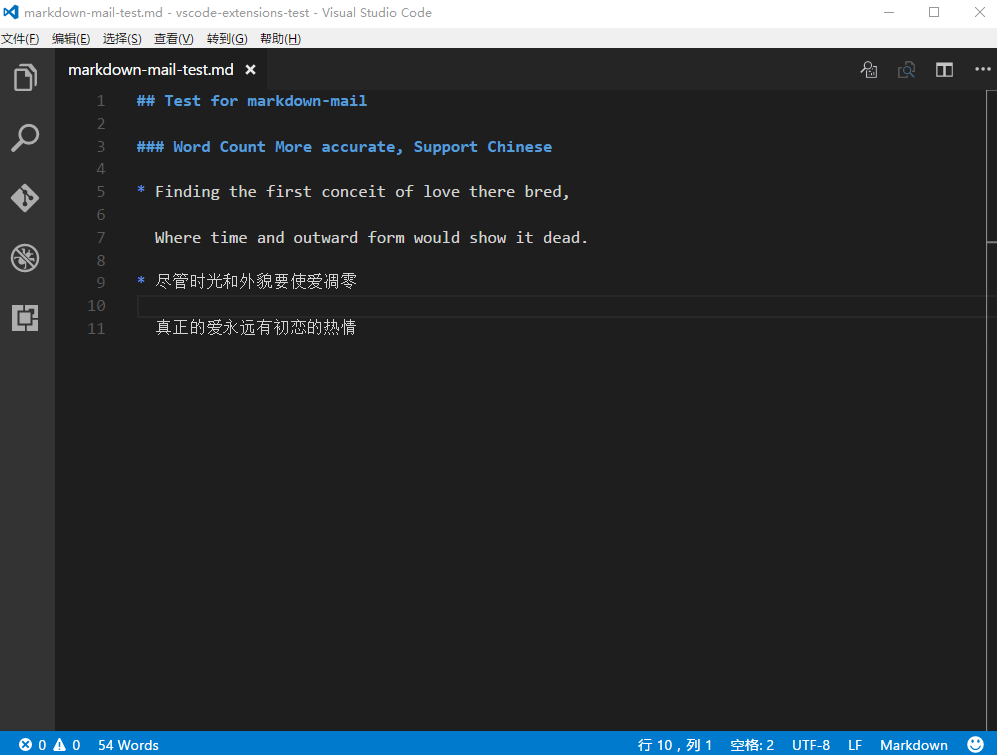 markdown-mail-test.md - vscode-extensions-test - Visual Studio Code
文件(F) 编辑(E) 选择(S) 查看(V) 转到(G) 帮助(H)
markdown-mail-test.md
1 ## Test for markdown-mail
2
3 ### Word Count More accurate, Support Chinese
4
5 * Finding the first conceit of love there bred,
6
7 Where time and outward form would show it dead.
8
9 * 尽管时光和外貌要使爱凋零
10
11 真正的爱永远有初恋的热情
0 0 54 Words 行 10，列 1 空格: 2 UTF-8 LF Markdown